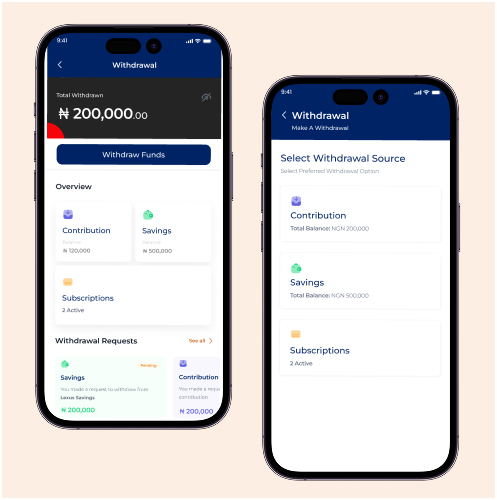 9:41
Withdrawal
Total Withdrawn
₦ 200,000.00
Withdraw Funds
Overview
Contribution
Balance
₦ 120,000
Savings
Balance
₦ 500,000
Subscriptions
2 Active
Withdrawal Requests
See all
Pending...
Savings
You made a request to withdraw from
Lexus Savings
₦ 200,000
Contribution
You made a reque
contribution
₦ 200,000
9:41
Withdrawal
Make A Withdrawal
Select Withdrawal Source
Select Preferred Withdrawal Option
Contribution
Total Balance: NGN 200,000
Savings
Total Balance: NGN 500,000
Subscriptions
2 Active